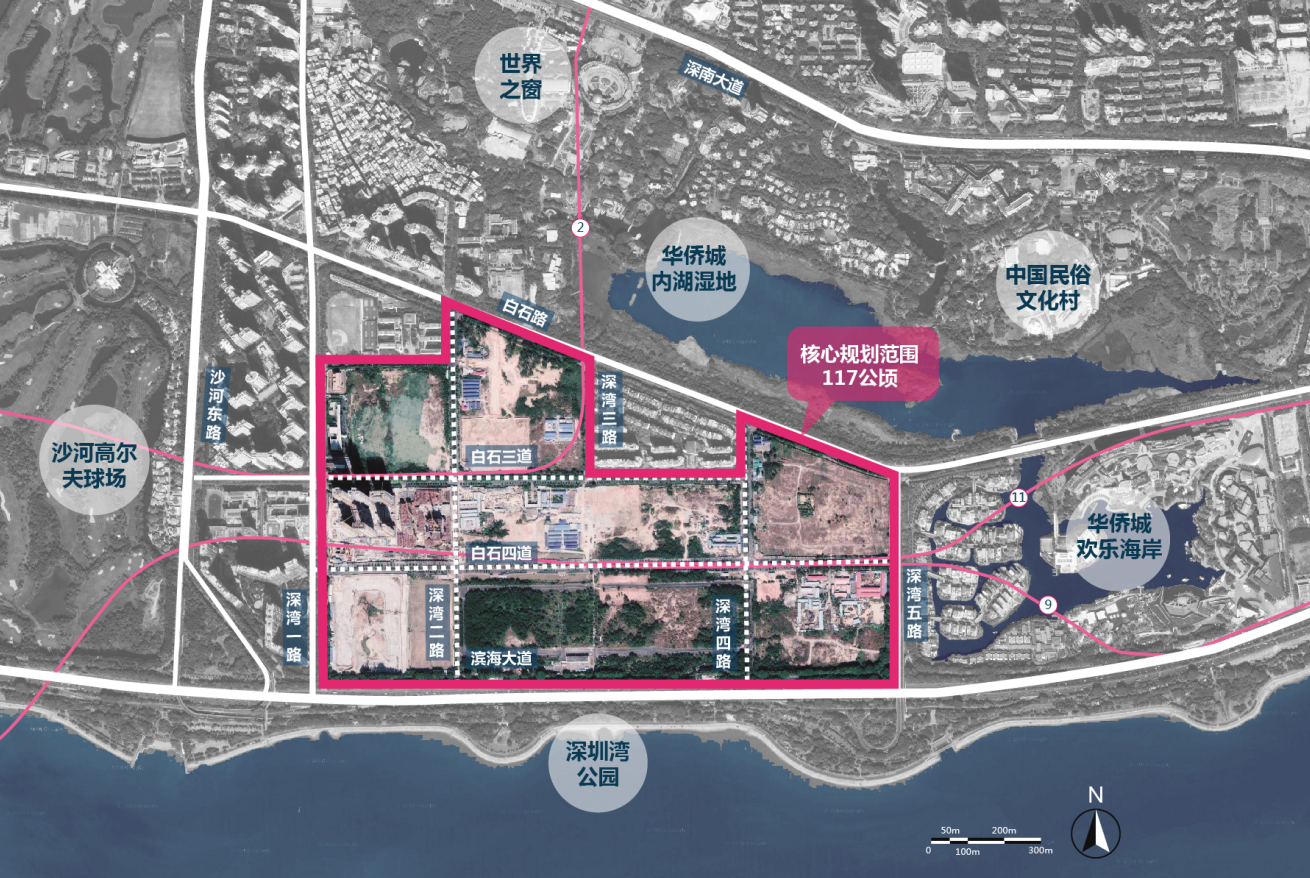 世界
之窗
深南大道
2
华侨城
内湖湿地
中国民俗
文化村
白石路
核心规划范围
117公顷
沙河东路
深湾三路
沙河高尔
夫球场
白石三道
11
华侨城
欢乐海岸
白石四道
深湾一路
深湾二路
深湾四路
深湾五路
9
滨海大道
深圳湾
公园
N
50m
200m
0
100m
300m